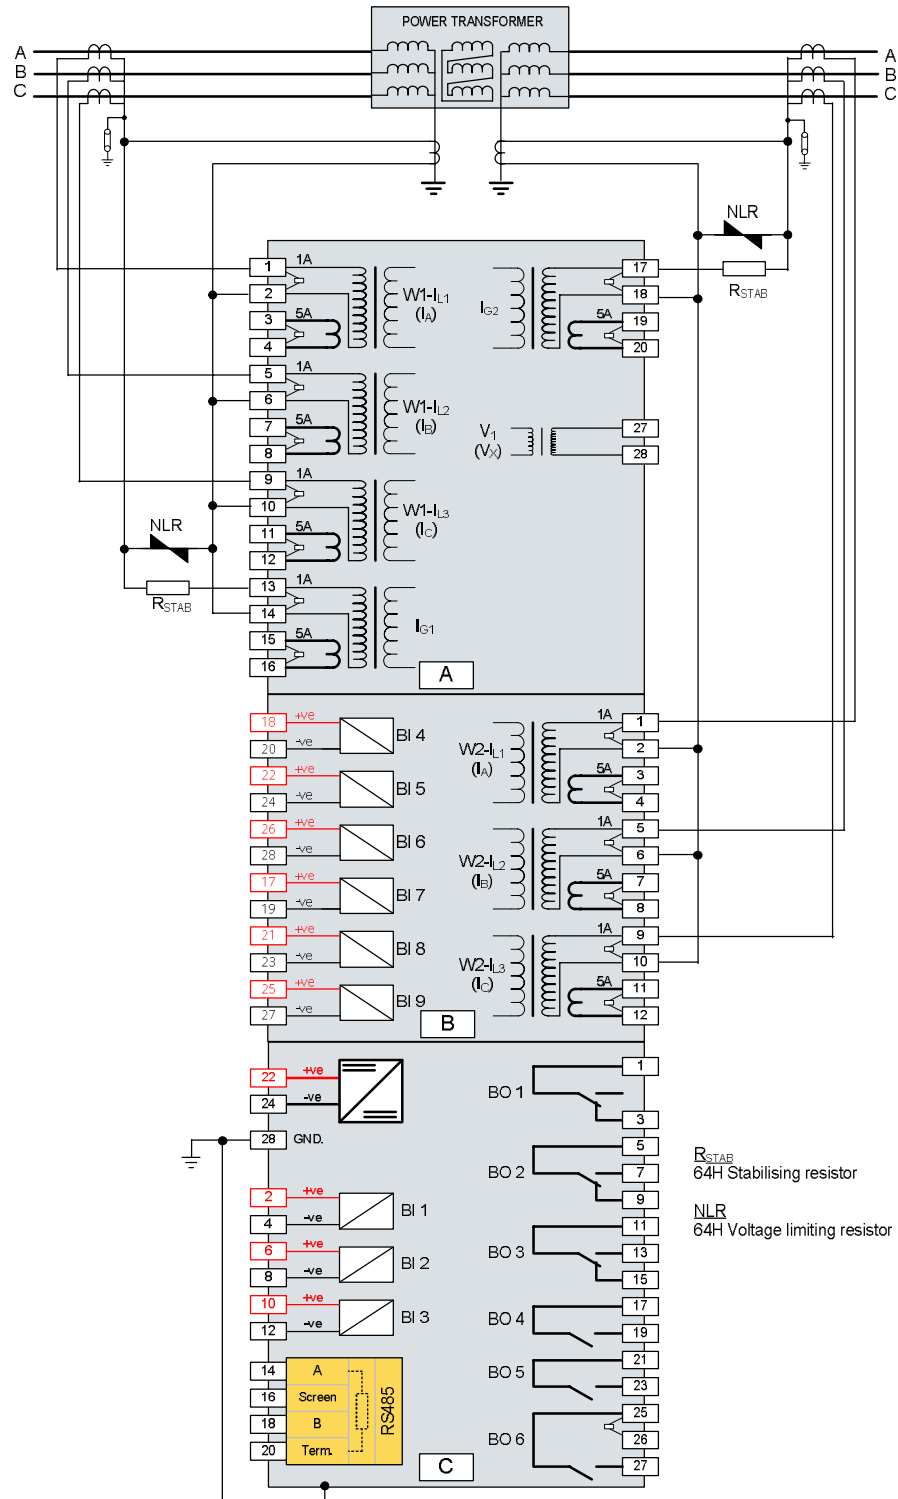 POWER TRANSFORMER
A A
B B
C C
NLR
RSTAB
1 1A
2
3 5A
4
W1-IL1
(IA)
5 1A
6
7 5A
8
W1-IL2
(IB)
9 1A
10
11 5A
12
W1-IL3
(IC)
NLR
RSTAB
13 1A
14
15 5A
16
IG1
IG2
17
18
5A 19
20
V1
(VX)
27
28
A
18 +ve
20 -ve
BI 4
22 +ve
24 -ve
BI 5
26 +ve
28 -ve
BI 6
17 +ve
19 -ve
BI 7
21 +ve
23 -ve
BI 8
25 +ve
27 -ve
BI 9
W2-IL1
(IA)
1A 1
2
5A 3
4
W2-IL2
(IB)
1A 5
6
5A 7
8
W2-IL3
(IC)
1A 9
10
5A 11
12
B
22 +ve
24 -ve
28 GND.
2 +ve
4 -ve
BI 1
6 +ve
8 -ve
BI 2
10 +ve
12 -ve
BI 3
14 A
16 Screen
18 B
20 Term.
RS485
BO 1
1
3
BO 2
5
7
9
BO 3
11
13
15
BO 4
17
19
BO 5
21
23
BO 6
25
26
27
C
RSTAB
64H Stabilising resistor
NLR
64H Voltage limiting resistor